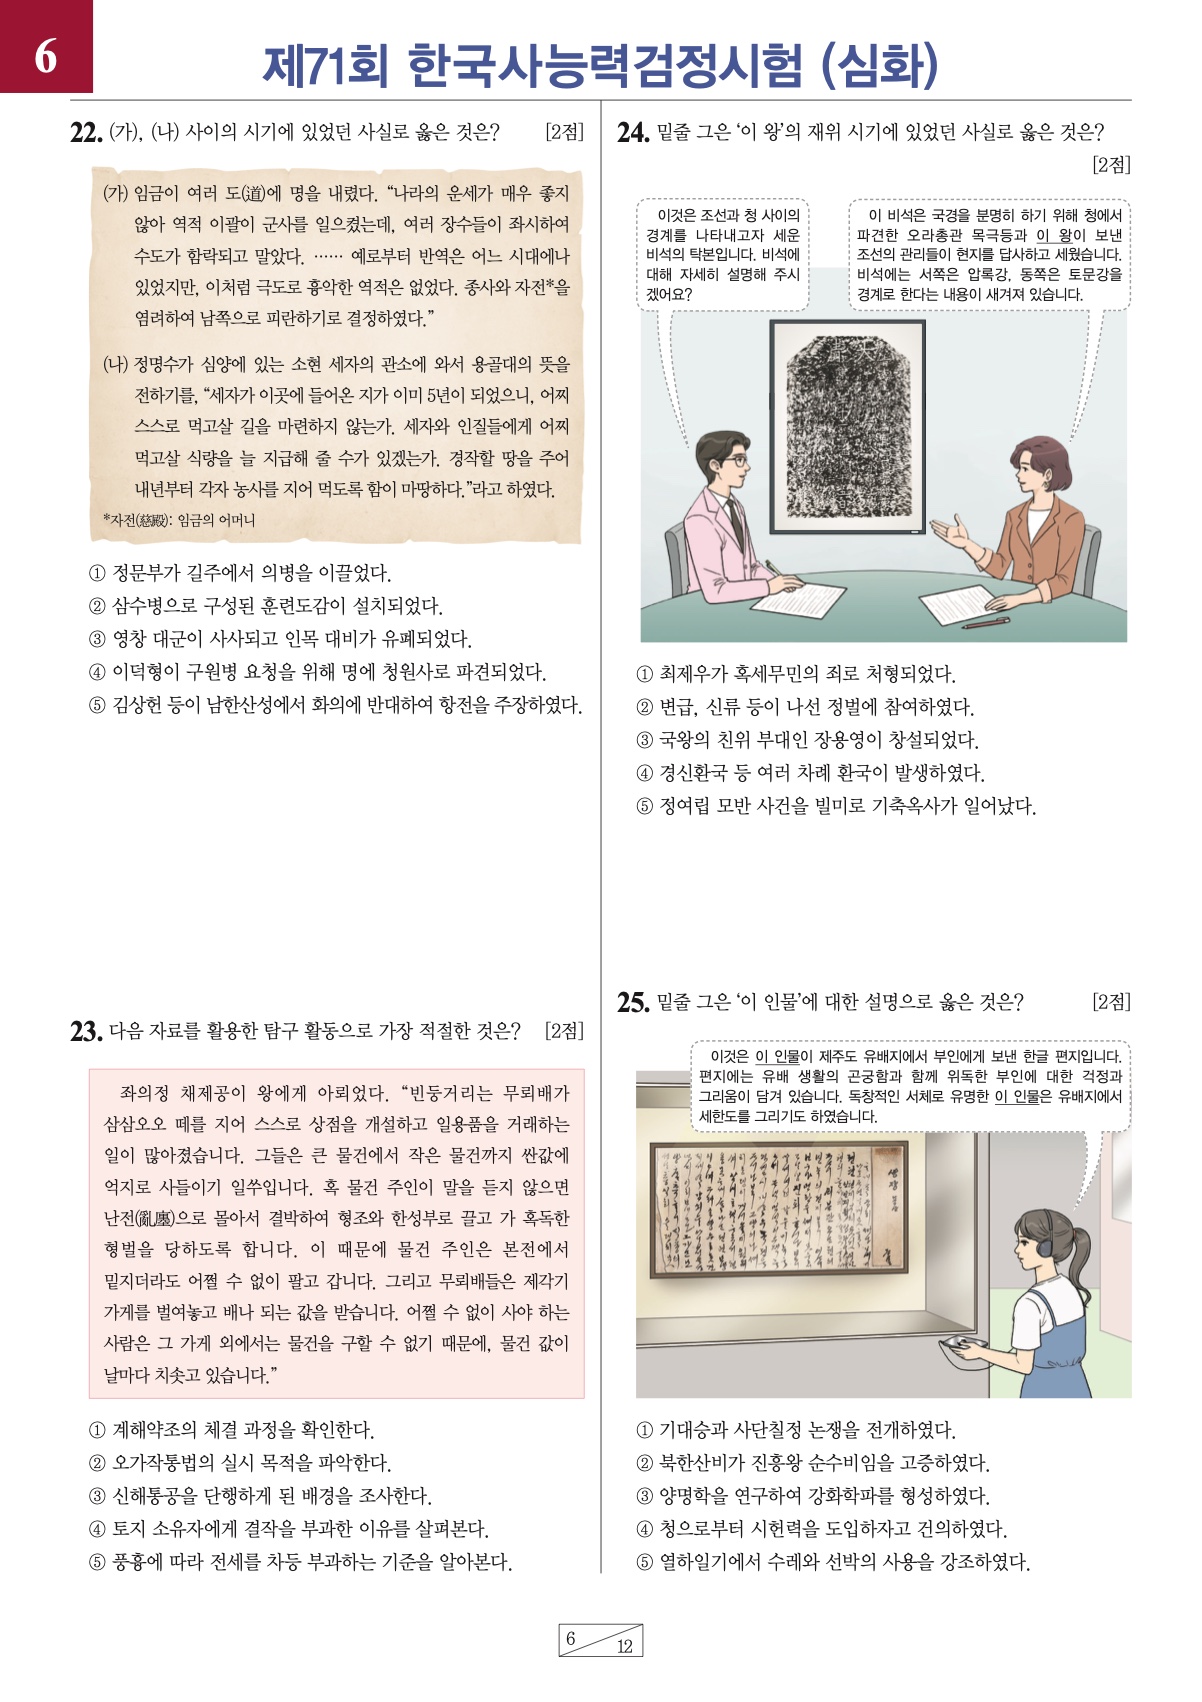 6
제71회 한국사능력검정시험 (심화)
22. (가), (나) 사이의 시기에 있었던 사실로 옳은 것은? [2점]
(가) 임금이 여러 도(道)에 명을 내렸다. “나라의 운세가 매우 좋지
않아 역적 이괄이 군사를 일으켰는데, 여러 장수들이 좌시하여
수도가 함락되고 말았다. …… 예로부터 반역은 어느 시대에나
있었지만, 이처럼 극도로 흉악한 역적은 없었다. 종사와 자전*을
염려하여 남쪽으로 피란하기로 결정하였다.”
(나) 정명수가 심양에 있는 소현 세자의 관소에 와서 용골대의 뜻을
전하기를, “세자가 이곳에 들어온 지가 이미 5년이 되었으니, 어찌
스스로 먹고살 길을 마련하지 않는가. 세자와 인질들에게 어찌
먹고살 식량을 늘 지급해 줄 수가 있겠는가. 경작할 땅을 주어
내년부터 각자 농사를 지어 먹도록 함이 마땅하다.”라고 하였다.
*자전(慈殿): 임금의 어머니
① 정문부가 길주에서 의병을 이끌었다.
② 삼수병으로 구성된 훈련도감이 설치되었다.
③ 영창 대군이 사사되고 인목 대비가 유폐되었다.
④ 이덕형이 구원병 요청을 위해 명에 청원사로 파견되었다.
⑤ 김상헌 등이 남한산성에서 화의에 반대하여 항전을 주장하였다.
23. 다음 자료를 활용한 탐구 활동으로 가장 적절한 것은? [2점]
좌의정 채제공이 왕에게 아뢰었다. “빈둥거리는 무뢰배가
삼삼오오 떼를 지어 스스로 상점을 개설하고 일용품을 거래하는
일이 많아졌습니다. 그들은 큰 물건에서 작은 물건까지 싼값에
억지로 사들이기 일쑤입니다. 혹 물건 주인이 말을 듣지 않으면
난전(亂廛)으로 몰아서 결박하여 형조와 한성부로 끌고 가 혹독한
형벌을 당하도록 합니다. 이 때문에 물건 주인은 본전에서
밑지더라도 어쩔 수 없이 팔고 갑니다. 그리고 무뢰배들은 제각기
가게를 벌여놓고 배나 되는 값을 받습니다. 어쩔 수 없이 사야 하는
사람은 그 가게 외에서는 물건을 구할 수 없기 때문에, 물건 값이
날마다 치솟고 있습니다.”
① 계해약조의 체결 과정을 확인한다.
② 오가작통법의 실시 목적을 파악한다.
③ 신해통공을 단행하게 된 배경을 조사한다.
④ 토지 소유자에게 결작을 부과한 이유를 살펴본다.
⑤ 풍흉에 따라 전세를 차등 부과하는 기준을 알아본다.
24. 밑줄 그은 ‘이 왕’의 재위 시기에 있었던 사실로 옳은 것은?
[2점]
이것은 조선과 청 사이의
경계를 나타내고자 세운
비석의 탁본입니다. 비석에
대해 자세히 설명해 주시
겠어요?
이 비석은 국경을 분명히 하기 위해 청에서
파견한 오라총관 목극등과 이 왕이 보낸
조선의 관리들이 현지를 답사하고 세웠습니다.
비석에는 서쪽은 압록강, 동쪽은 토문강을
경계로 한다는 내용이 새겨져 있습니다.
① 최제우가 혹세무민의 죄로 처형되었다.
② 변급, 신류 등이 나선 정벌에 참여하였다.
③ 국왕의 친위 부대인 장용영이 창설되었다.
④ 경신환국 등 여러 차례 환국이 발생하였다.
⑤ 정여립 모반 사건을 빌미로 기축옥사가 일어났다.
25. 밑줄 그은 ‘이 인물’에 대한 설명으로 옳은 것은? [2점]
이것은 이 인물이 제주도 유배지에서 부인에게 보낸 한글 편지입니다.
편지에는 유배 생활의 곤궁함과 함께 위독한 부인에 대한 걱정과
그리움이 담겨 있습니다. 독창적인 서체로 유명한 이 인물은 유배지에서
세한도를 그리기도 하였습니다.
① 기대승과 사단칠정 논쟁을 전개하였다.
② 북한산비가 진흥왕 순수비임을 고증하였다.
③ 양명학을 연구하여 강화학파를 형성하였다.
④ 청으로부터 시헌력을 도입하자고 건의하였다.
⑤ 열하일기에서 수레와 선박의 사용을 강조하였다.
6
12